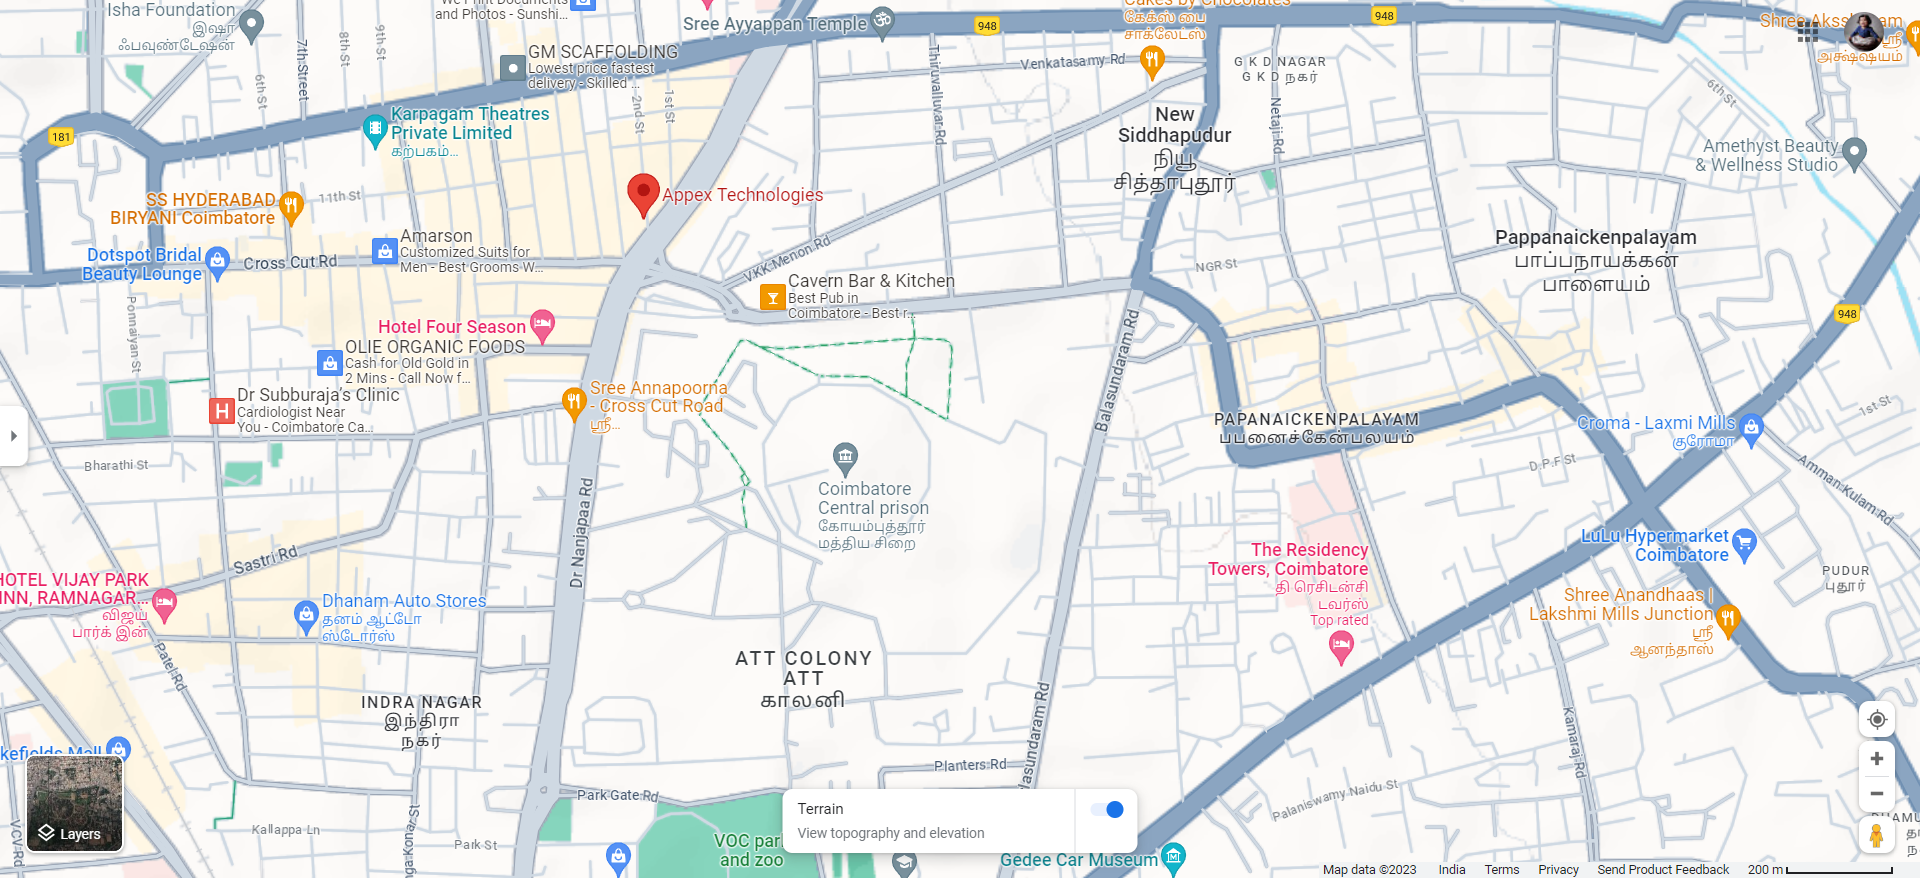 Isha Foundation
இஷா
ஃபவுண்டேஷன்
and Photos - Sunshi...
Sree Ayyappan Temple
948
Cakes by Chocolates
கேக்ஸ் பை
சாக்லேட்ஸ்
948
Shree Aksshayam
ஸ்ரீ
அக்ஷயம்
7th Street
8th St
9th St
6th St
GM SCAFFOLDING
Lowest price fastest
delivery - Skilled ...
2nd St
1st St
Thiruvalluvar Rd
Venkatasamy Rd
G K D NAGAR
G K D நகர்
Netaji Rd
6th St
181
Karpagam Theatres
Private Limited
கற்பகம்...
New
Siddhapudur
நியூ
சித்தாபுதூர்
Amethyst Beauty
& Wellness Studio
SS HYDERABAD
BIRYANI Coimbatore
11th St
Appex Technologies
Dotspot Bridal
Beauty Lounge
Cross Cut Rd
Amarson
Customized Suits for
Men - Best Grooms W...
VKK Menon Rd
NGR St
Pappanaickenpalayam
பாப்பநாயக்கன்
பாளையம்
Cavern Bar & Kitchen
Best Pub in
Coimbatore - Best r...
948
Ponnaiyan St
Hotel Four Season
OLIE ORGANIC FOODS
Cash for Old Gold in
2 Mins - Call Now f...
Balasundaram Rd
Dr Subburaja's Clinic
Cardiologist Near
You - Coimbatore Ca...
Sree Annapoorna
- Cross Cut Road
ஸ்ரீ...
PAPANAICKENPALAYAM
பபனைச்கேன்பலயம்
Croma - Laxmi Mills
குரோமா
1st St
Bharathi St
D.P.F St
Amman Kulam Rd
Coimbatore
Central prison
கோயம்புத்தூர்
மத்திய சிறை
Dr Nanjapaa Rd
Sastri Rd
The Residency
Towers, Coimbatore
தி ரெசிடன்சி
டவர்ஸ்
Top rated
LuLu Hypermarket
Coimbatore
PUDUR
புதூர்
HOTEL VIJAY PARK
INN, RAMNAGAR...
விஜய்
பார்க் இன்
Dhanam Auto Stores
தனம் ஆட்டோ
ஸ்டோர்ஸ்
Shree Anandhaas |
Lakshmi Mills Junction
ஸ்ரீ
ஆனந்தாஸ்
Patel Rd
ATT COLONY
ATT
காலனி
INDRA NAGAR
இந்திரா
நகர்
Kamaraj Rd
kefields Mall
Planters Rd
Park Gate Rd
Palaniswamy Naidu St
Layers
Kallappa Ln
Park St
VCV Rd
VOC park
and zoo
Terrain
View topography and elevation
Gedee Car Museum
Map data ©2023
India
Terms
Privacy
Send Product Feedback
200 m